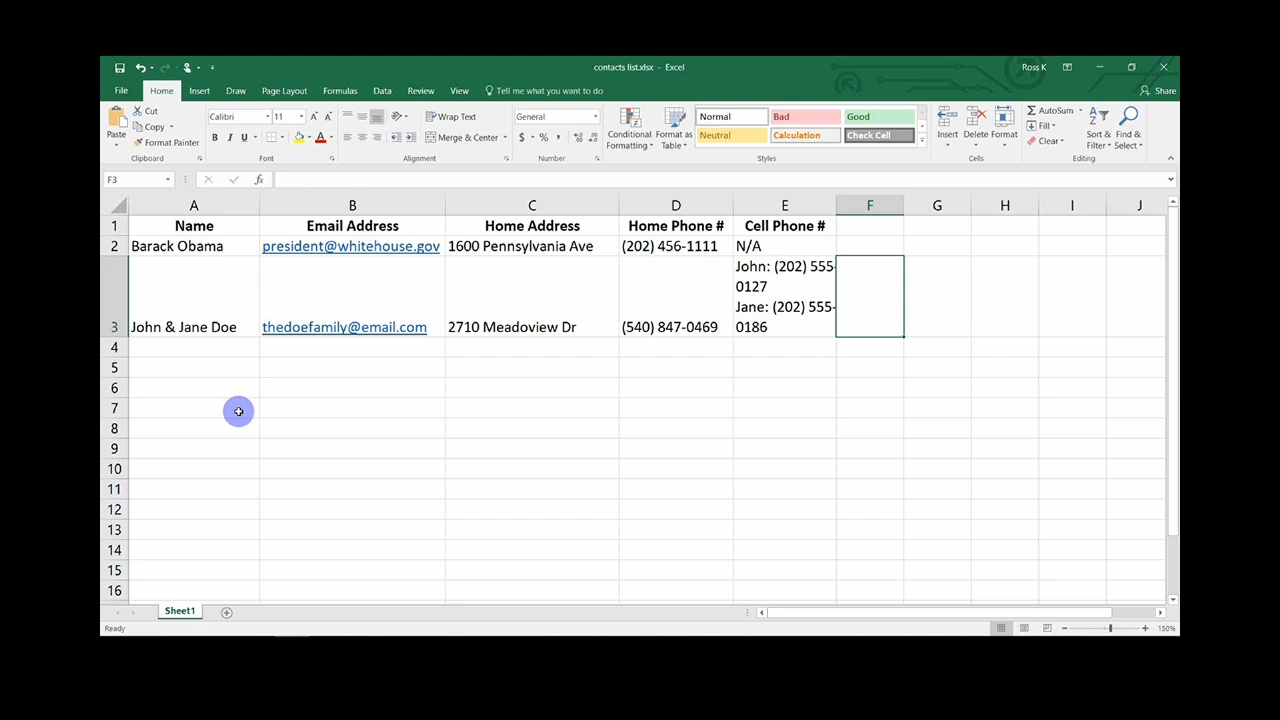 contacts list.xlsx - Excel
Ross K
File Home Insert Draw Page Layout Formulas Data Review View Tell me what you want to do Share
Paste
Cut
Copy
Format Painter
Clipboard
Calibri 11
B I U
Font
Wrap Text
Merge & Center
Alignment
General
$ % ,
Number
Conditional Formatting
Format as Table
Normal Bad Good
Neutral Calculation Check Cell
Styles
Insert Delete Format
Cells
AutoSum
Fill
Clear
Sort & Filter
Find & Select
Editing
F3 fx
A B C D E F G H I J
1 Name Email Address Home Address Home Phone # Cell Phone #
2 Barack Obama president@whitehouse.gov 1600 Pennsylvania Ave (202) 456-1111 N/A
3 John & Jane Doe thedoefamily@email.com 2710 Meadoview Dr (540) 847-0469 John: (202) 555-
0127
Jane: (202) 555-
0186
4
5
6
7
8
9
10
11
12
13
14
15
16
Sheet1
Ready 150%